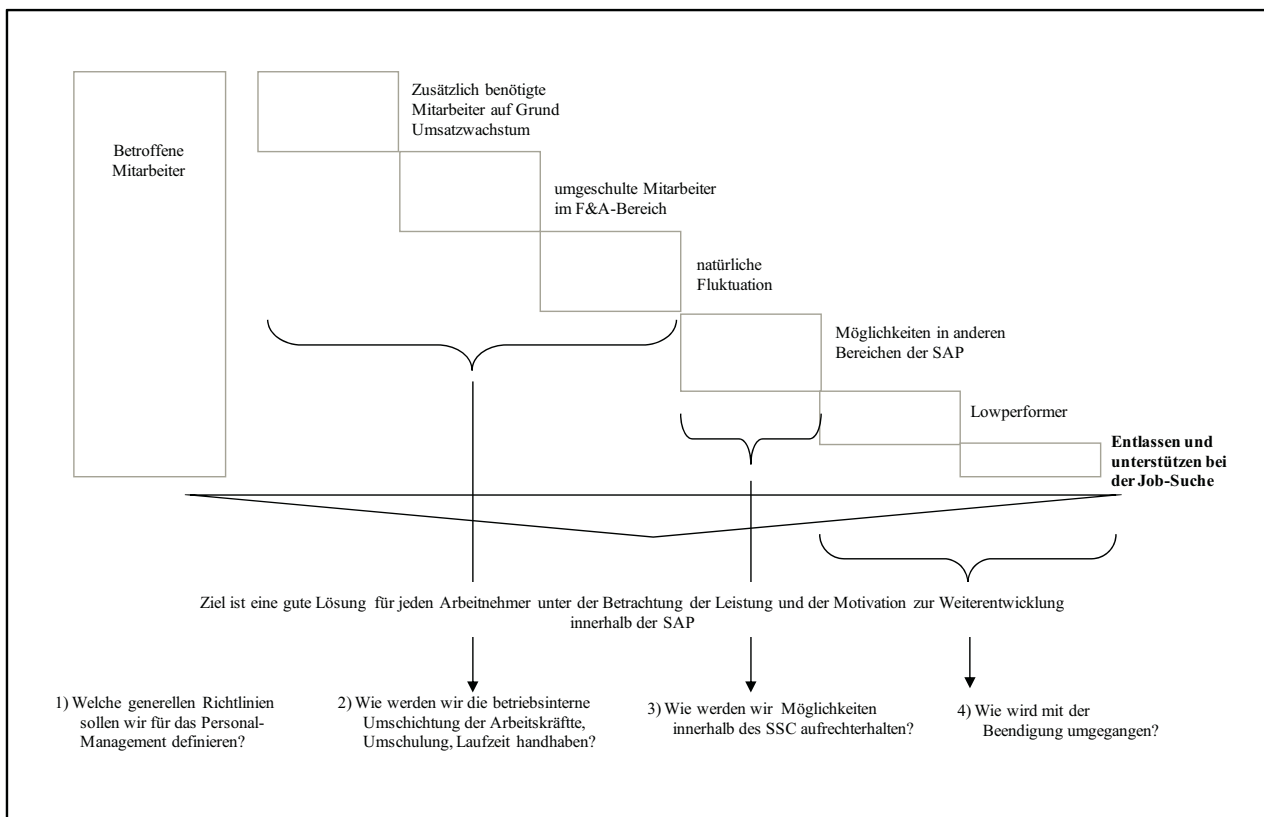 Betroffene
Mitarbeiter
Zusätzlich benötigte
Mitarbeiter auf Grund
Umsatzwachstum
umgeschulte Mitarbeiter
im F&A-Bereich
natürliche
Fluktuation
Möglichkeiten in anderen
Bereichen der SAP
Lowperformer
Entlassen und
unterstützen bei
der Job-Suche
Ziel ist eine gute Lösung für jeden Arbeitnehmer unter der Betrachtung der Leistung und der Motivation zur Weiterentwicklung
innerhalb der SAP
1) Welche generellen Richtlinien
sollen wir für das Personal-
Management definieren?
2) Wie werden wir die betriebsinterne
Umschichtung der Arbeitskräftte,
Umschulung, Laufzeit handhaben?
3) Wie werden wir Möglichkeiten
innerhalb des SSC aufrechterhalten?
4) Wie wird mit der
Beendigung umgegangen?